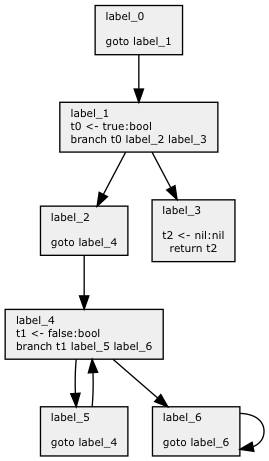 label_0
goto label_1
label_1
t0 <- true:bool
branch t0 label_2 label_3
label_2
goto label_4
label_3
t2 <- nil:nil
return t2
label_4
t1 <- false:bool
branch t1 label_5 label_6
label_5
goto label_4
label_6
goto label_6